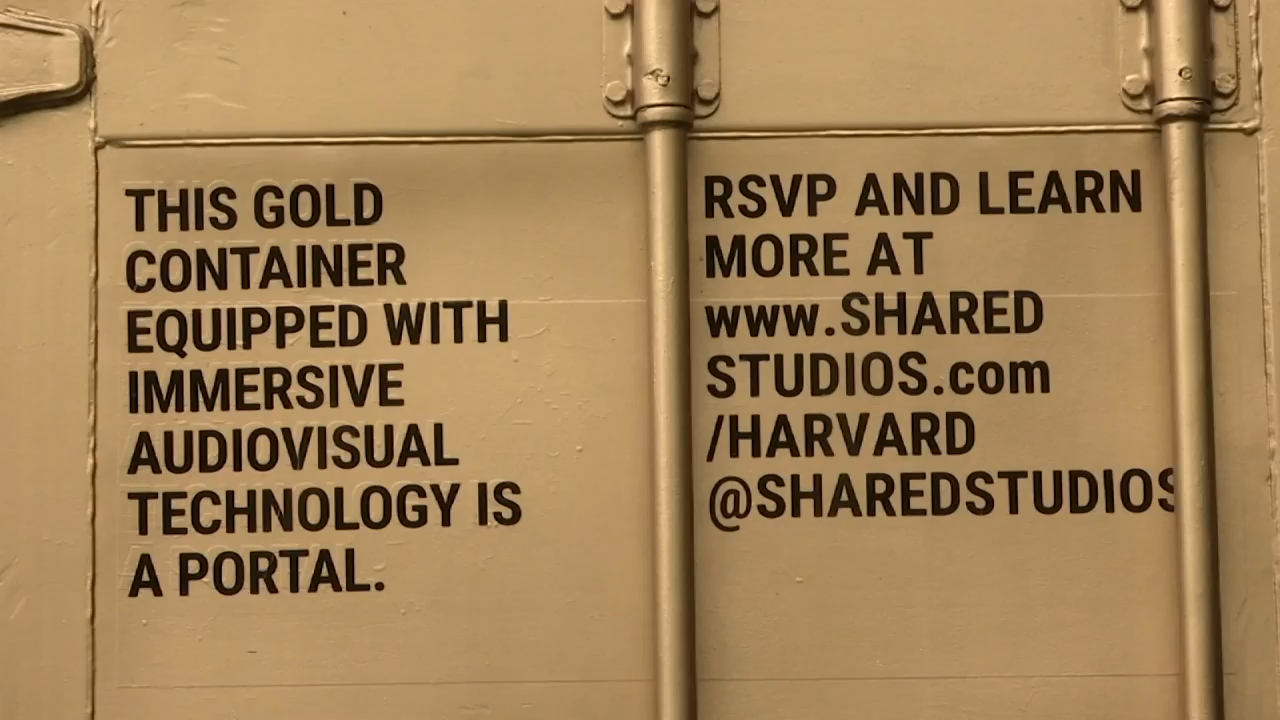 THIS GOLD
CONTAINER
EQUIPPED WITH
IMMERSIVE
AUDIOVISUAL
TECHNOLOGY IS
A PORTAL.
RSVP AND LEARN
MORE AT
www.SHARED
STUDIOS.com
/HARVARD
@SHAREDSTUDIOS